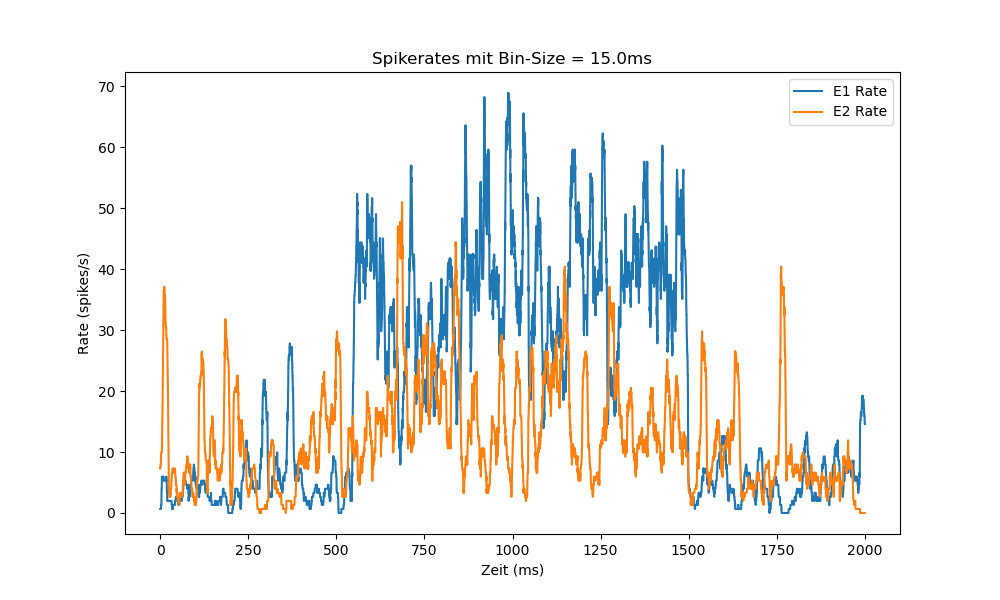 Spikerates mit Bin-Size = 15.0ms
E1 Rate
E2 Rate
70
60
50
40
30
20
10
0
Rate (spikes/s)
0 250 500 750 1000 1250 1500 1750 2000
Zeit (ms)